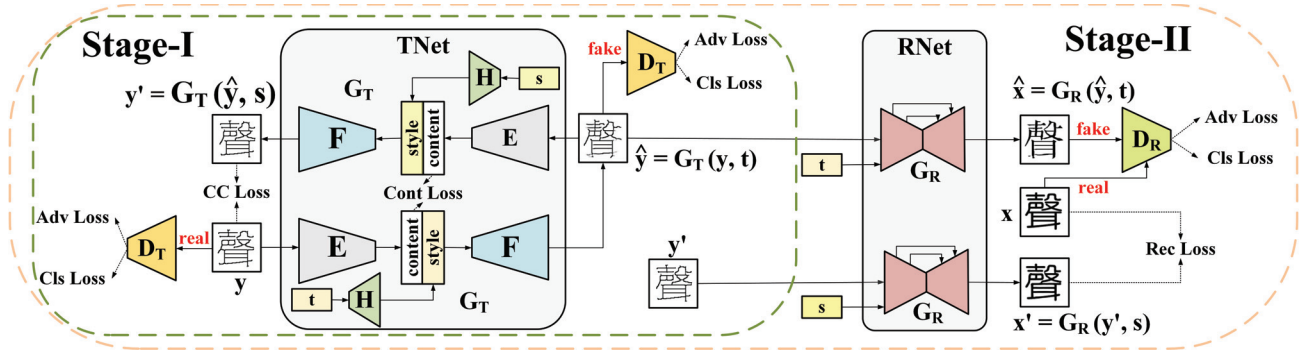 Stage-I
TNet
RNet
Stage-II
y' = G_T (ŷ, s)
G_T
H
s
fake
D_T
Adv Loss
Cls Loss
聲
F
style
content
E
聲
ŷ = G_T (y, t)
t
G_R
x̂ = G_R (ŷ, t)
聲
fake
D_R
Adv Loss
Cls Loss
real
x
聲
CC Loss
Cont Loss
Adv Loss
Cls Loss
D_T
real
聲
y
E
content
style
F
t
H
G_T
y'
聲
s
G_R
聲
x' = G_R (y', s)
Rec Loss